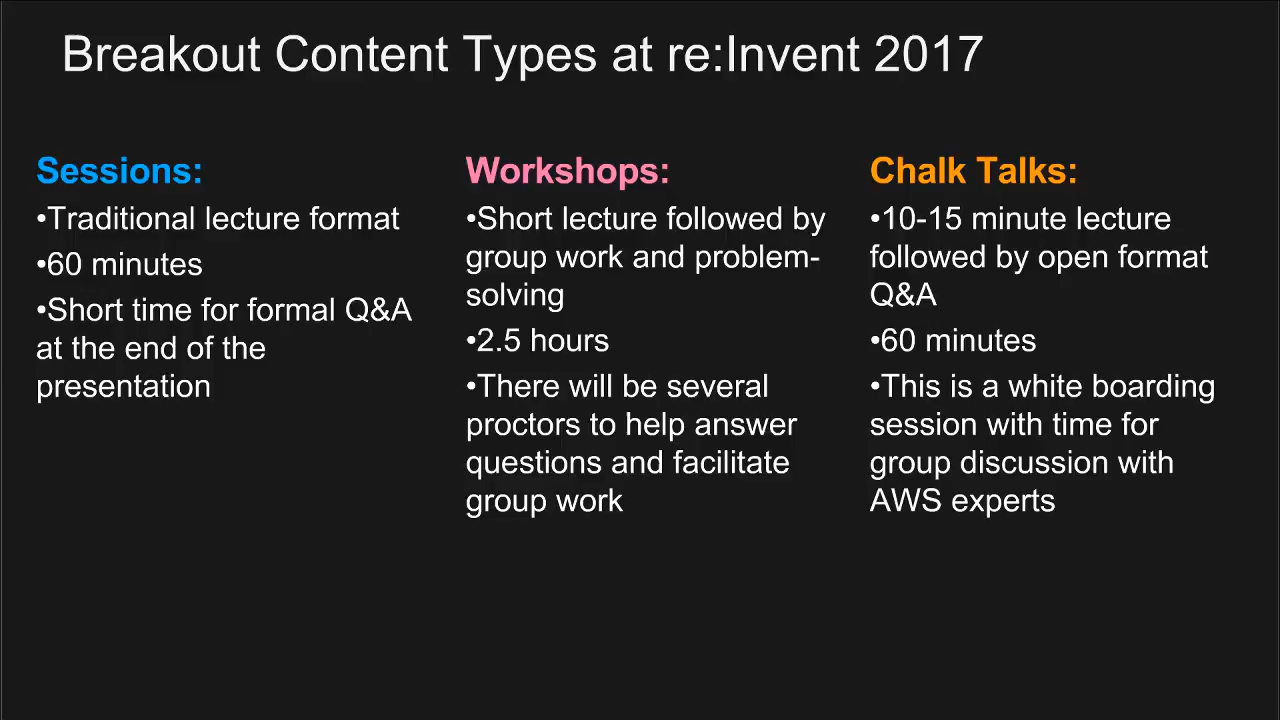 Breakout Content Types at re:Invent 2017
Sessions:
•Traditional lecture format
•60 minutes
•Short time for formal Q&A
at the end of the
presentation
Workshops:
•Short lecture followed by
group work and problem-
solving
•2.5 hours
•There will be several
proctors to help answer
questions and facilitate
group work
Chalk Talks:
•10-15 minute lecture
followed by open format
Q&A
•60 minutes
•This is a white boarding
session with time for
group discussion with
AWS experts